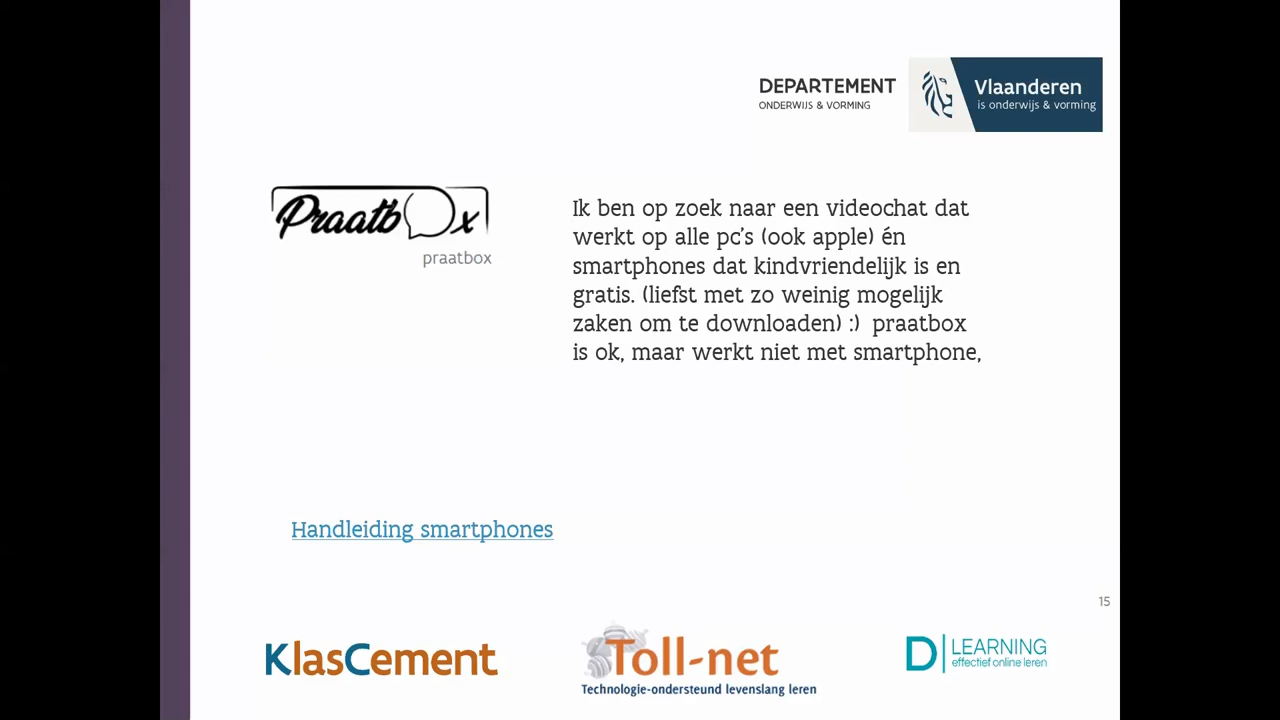 DEPARTEMENT
ONDERWIJS & VORMING
Vlaanderen
is onderwijs & vorming
Praatbox
praatbox
Ik ben op zoek naar een videochat dat
werkt op alle pc's (ook apple) én
smartphones dat kindvriendelijk is en
gratis. (liefst met zo weinig mogelijk
zaken om te downloaden) :)  praatbox
is ok, maar werkt niet met smartphone,
Handleiding smartphones
15
KlasCement
Toll-net
Technologie-ondersteund levenslang leren
D LEARNING
effectief online leren